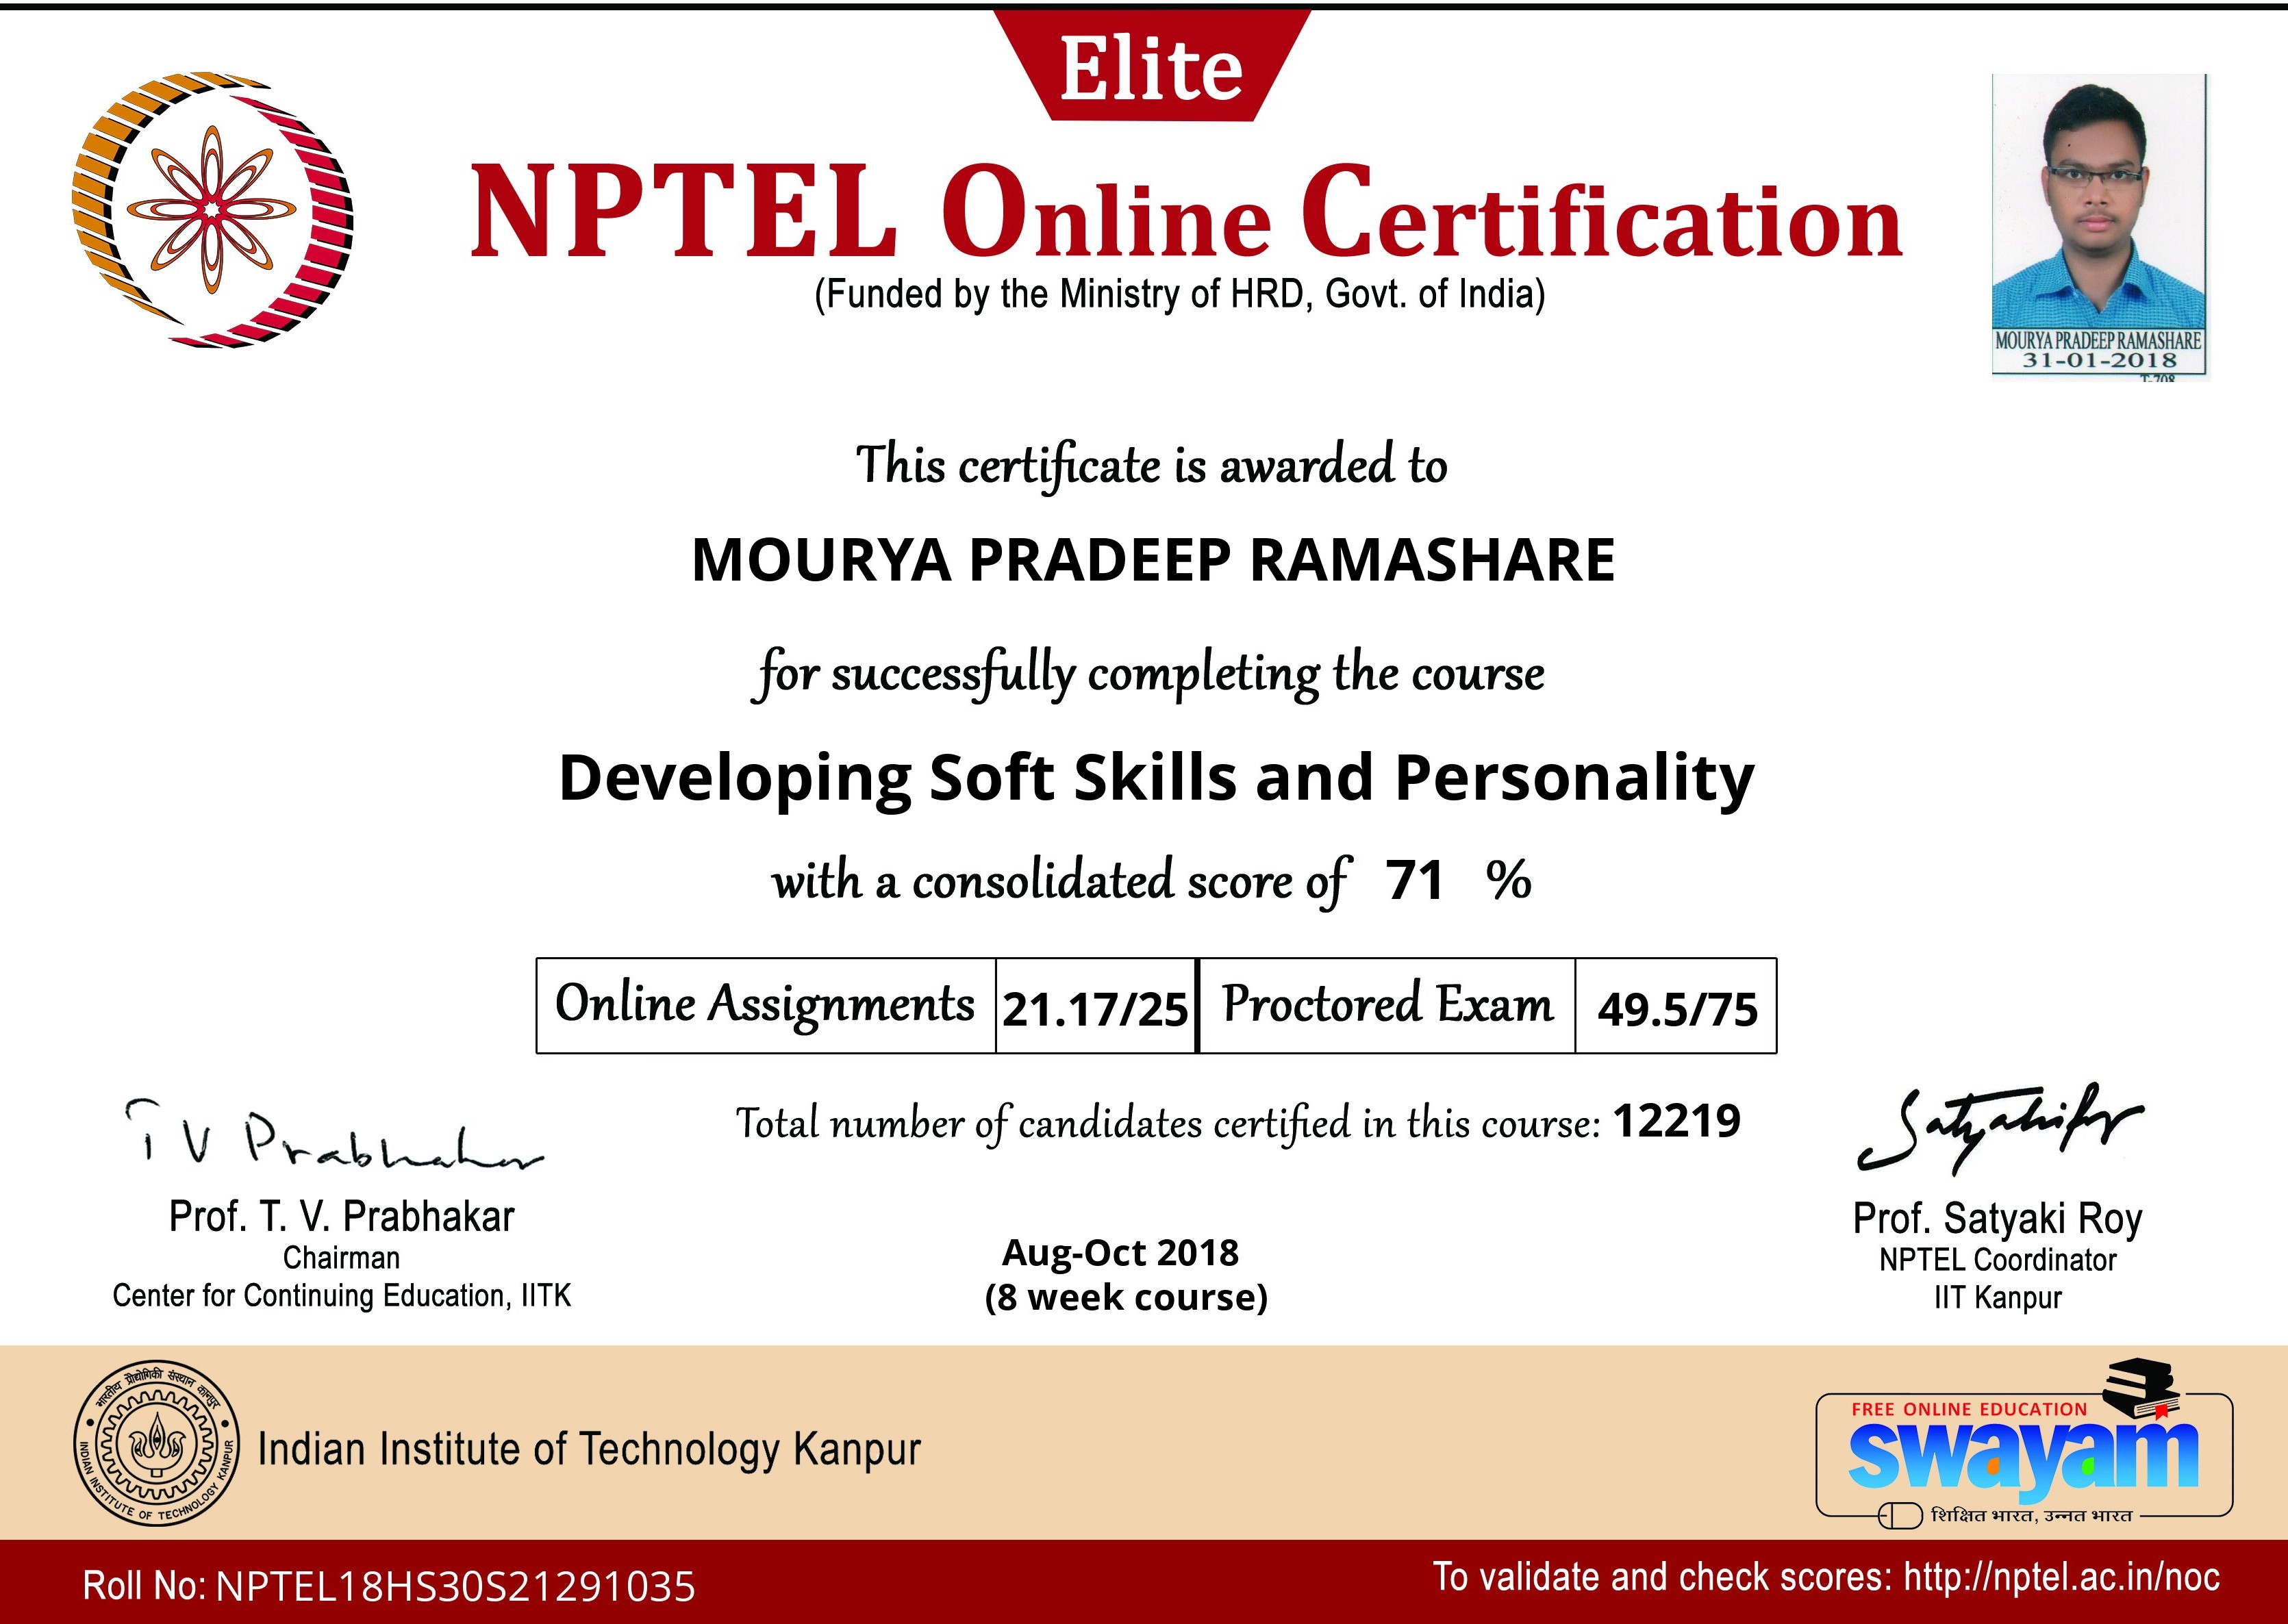 Elite
NPTEL Online Certification
(Funded by the Ministry of HRD, Govt. of India)
MOURYA PRADEEP RAMASHARE
31-01-2018
T-708
This certificate is awarded to
MOURYA PRADEEP RAMASHARE
for successfully completing the course
Developing Soft Skills and Personality
with a consolidated score of 71 %
Online Assignments 21.17/25 Proctored Exam 49.5/75
Total number of candidates certified in this course: 12219
T V Prabhakar
Prof. T. V. Prabhakar
Chairman
Center for Continuing Education, IITK
Aug-Oct 2018
(8 week course)
Prof. Satyaki Roy
NPTEL Coordinator
IIT Kanpur
भारतीय प्रौद्योगिकी संस्थान कानपुर
INDIAN INSTITUTE OF TECHNOLOGY KANPUR
Indian Institute of Technology Kanpur
FREE ONLINE EDUCATION
swayam
शिक्षित भारत, उन्नत भारत
Roll No: NPTEL18HS30S21291035
To validate and check scores: http://nptel.ac.in/noc